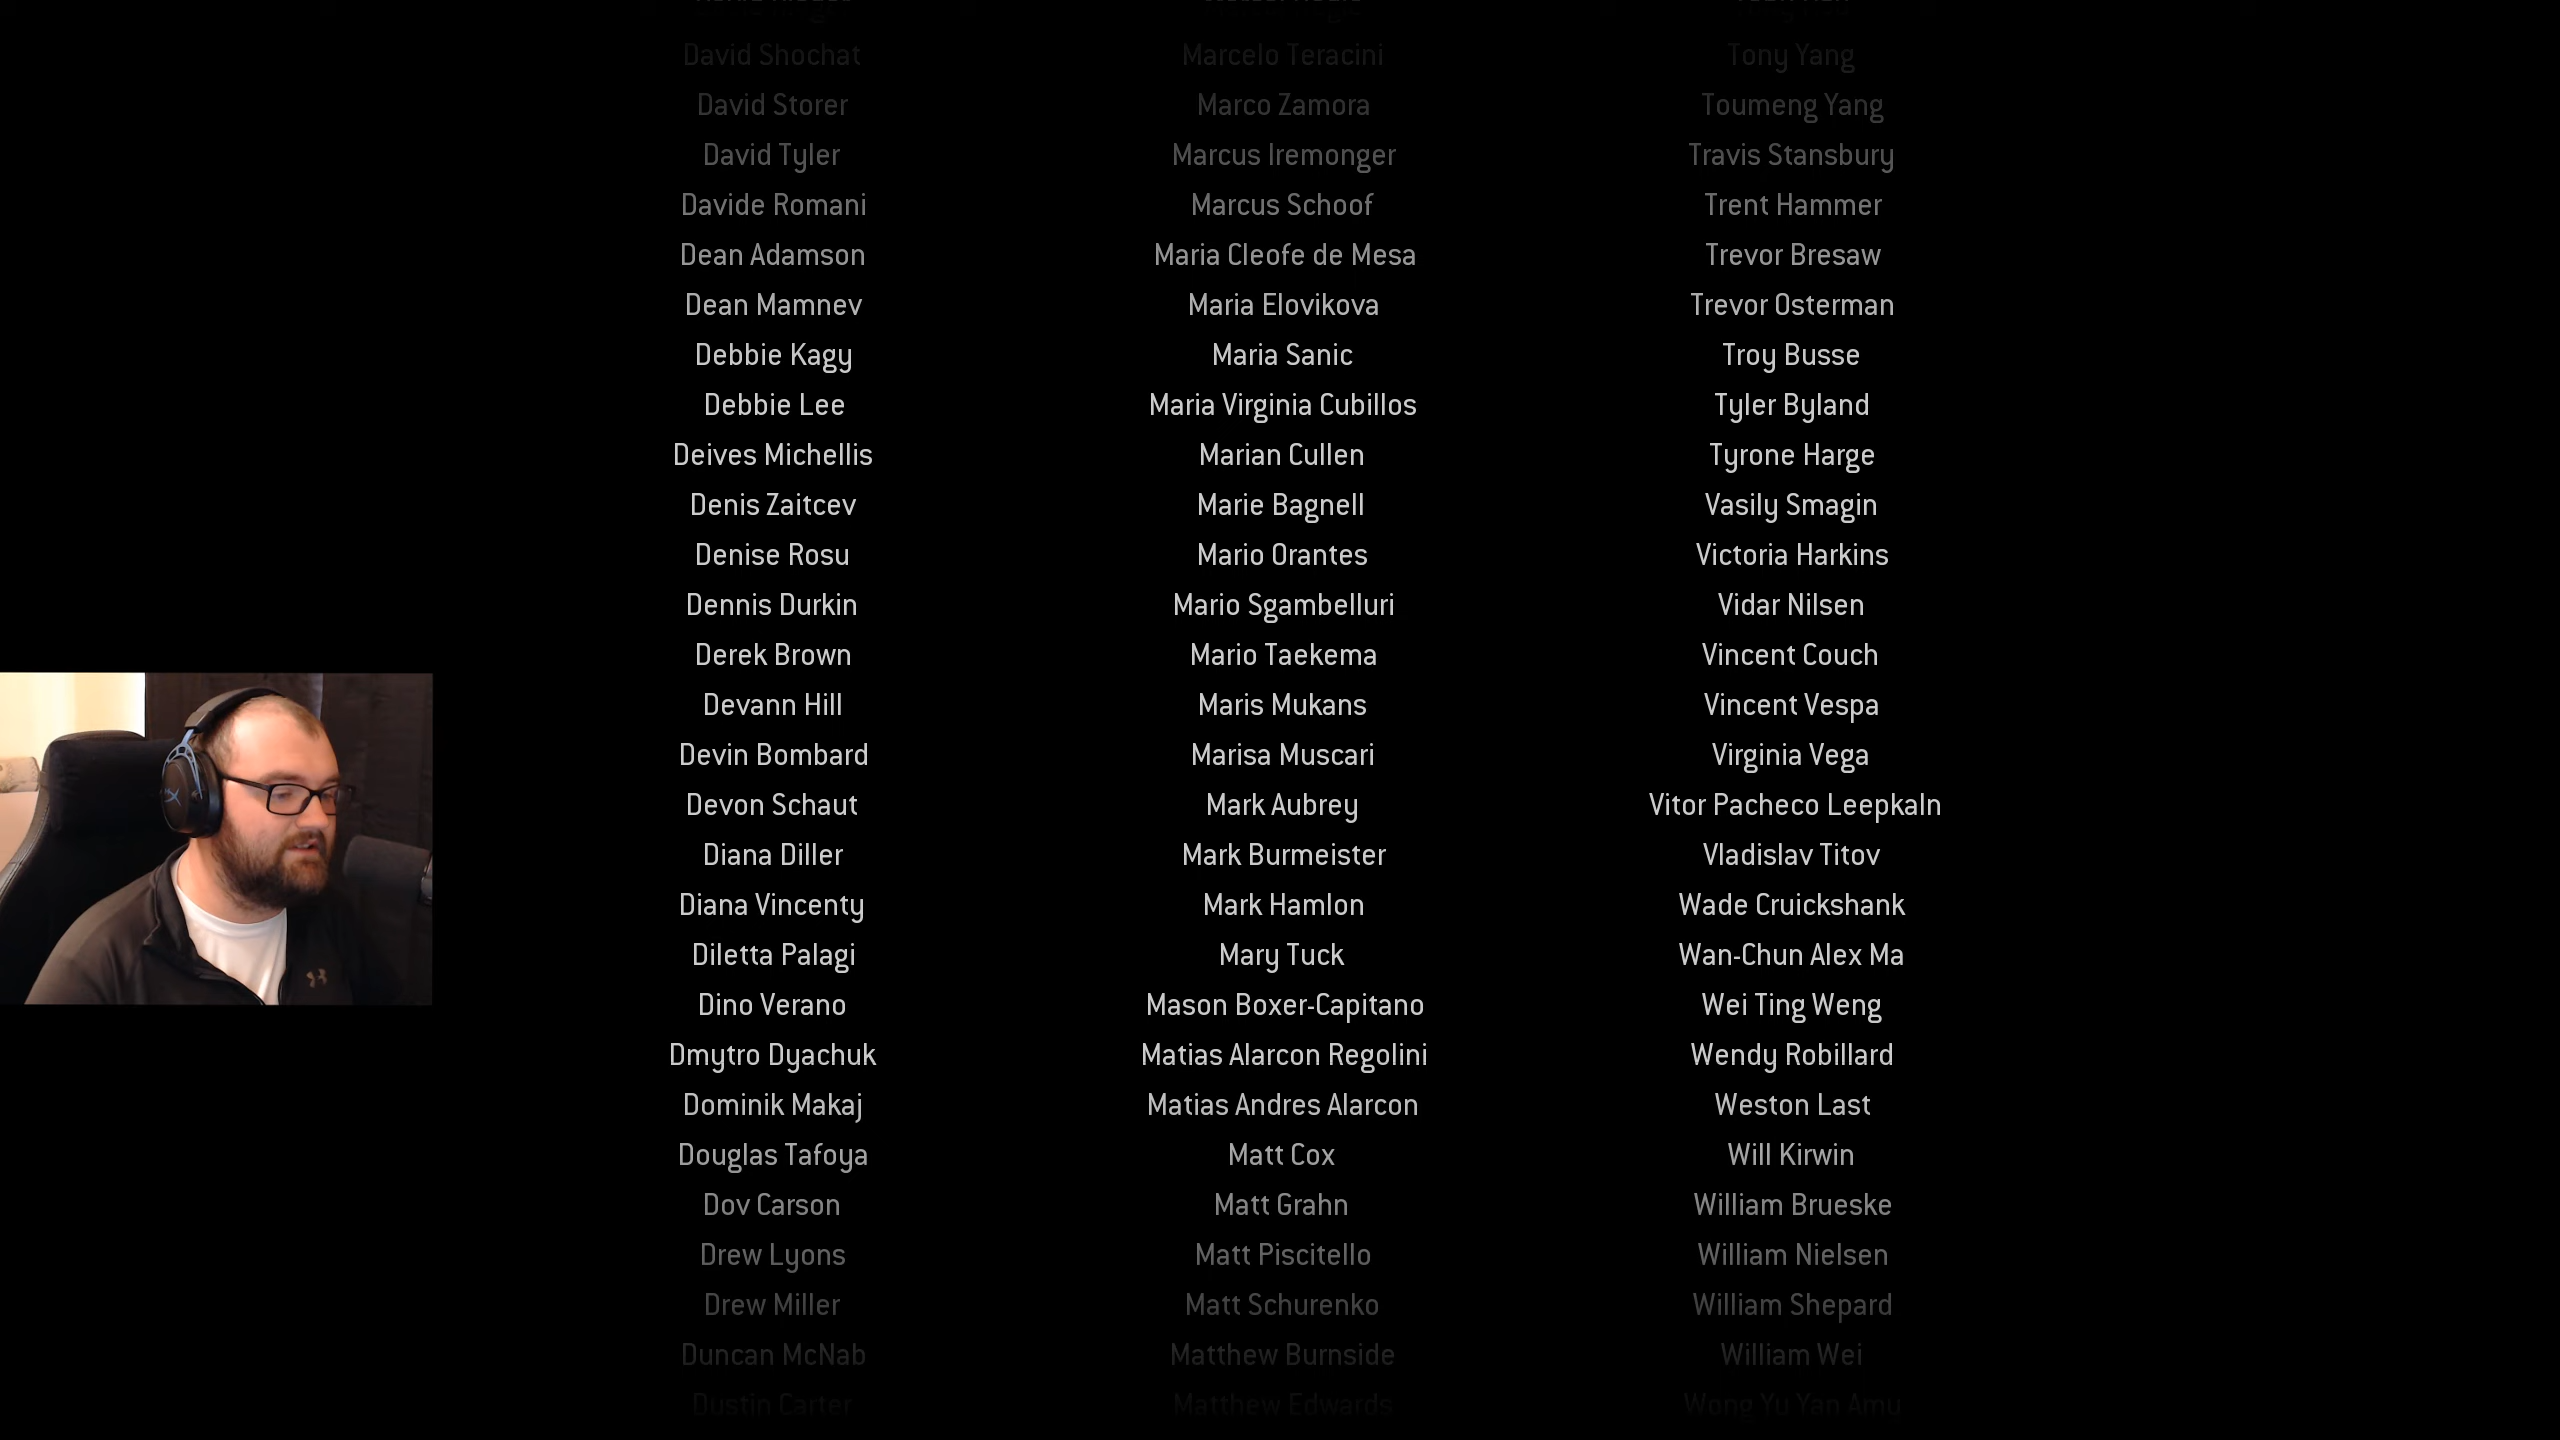 David Shochat Marcelo Teracini Tony Yang
David Storer Marco Zamora Toumeng Yang
David Tyler Marcus Iremonger Travis Stansbury
Davide Romani Marcus Schoof Trent Hammer
Dean Adamson Maria Cleofe de Mesa Trevor Bresaw
Dean Mamnev Maria Elovikova Trevor Osterman
Debbie Kagy Maria Sanic Troy Busse
Debbie Lee Maria Virginia Cubillos Tyler Byland
Deives Michellis Marian Cullen Tyrone Harge
Denis Zaitcev Marie Bagnell Vasily Smagin
Denise Rosu Mario Orantes Victoria Harkins
Dennis Durkin Mario Sgambelluri Vidar Nilsen
Derek Brown Mario Taekema Vincent Couch
Devann Hill Maris Mukans Vincent Vespa
Devin Bombard Marisa Muscari Virginia Vega
Devon Schaut Mark Aubrey Vitor Pacheco Leepkaln
Diana Diller Mark Burmeister Vladislav Titov
Diana Vincenty Mark Hamlon Wade Cruickshank
Diletta Palagi Mary Tuck Wan-Chun Alex Ma
Dino Verano Mason Boxer-Capitano Wei Ting Weng
Dmytro Dyachuk Matias Alarcon Regolini Wendy Robillard
Dominik Makaj Matias Andres Alarcon Weston Last
Douglas Tafoya Matt Cox Will Kirwin
Dov Carson Matt Grahn William Brueske
Drew Lyons Matt Piscitello William Nielsen
Drew Miller Matt Schurenko William Shepard
Duncan McNab Matthew Burnside William Wei
Dustin Carter Matthew Edwards Wong Yu Yan Amy